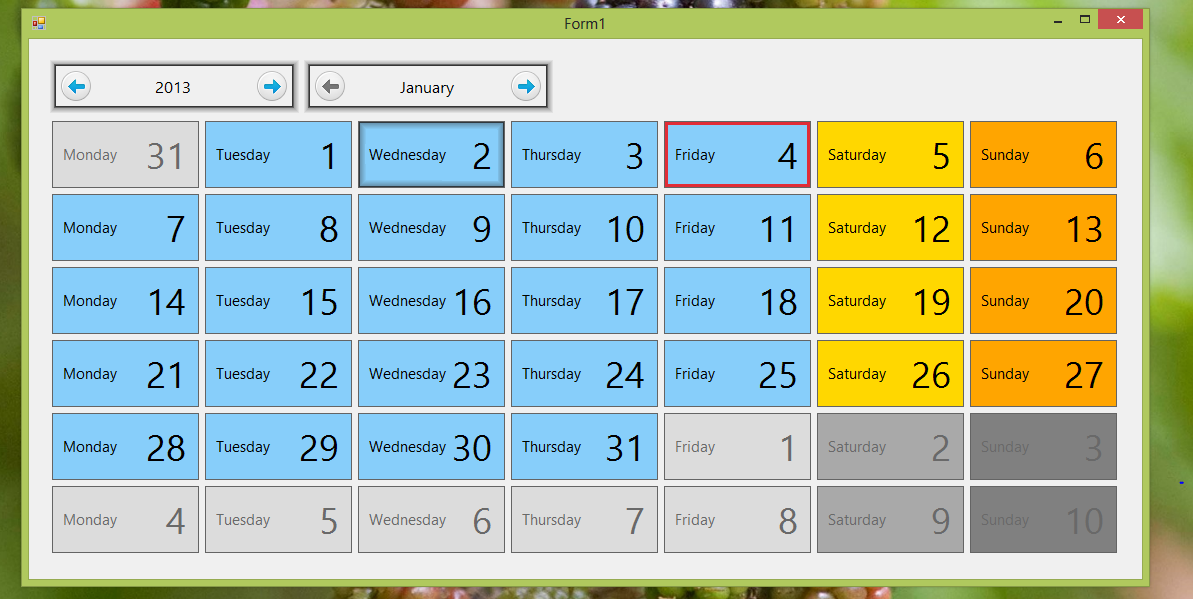 Form1
2013 January
Monday 31 Tuesday 1 Wednesday 2 Thursday 3 Friday 4 Saturday 5 Sunday 6
Monday 7 Tuesday 8 Wednesday 9 Thursday 10 Friday 11 Saturday 12 Sunday 13
Monday 14 Tuesday 15 Wednesday 16 Thursday 17 Friday 18 Saturday 19 Sunday 20
Monday 21 Tuesday 22 Wednesday 23 Thursday 24 Friday 25 Saturday 26 Sunday 27
Monday 28 Tuesday 29 Wednesday 30 Thursday 31 Friday 1 Saturday 2 Sunday 3
Monday 4 Tuesday 5 Wednesday 6 Thursday 7 Friday 8 Saturday 9 Sunday 10